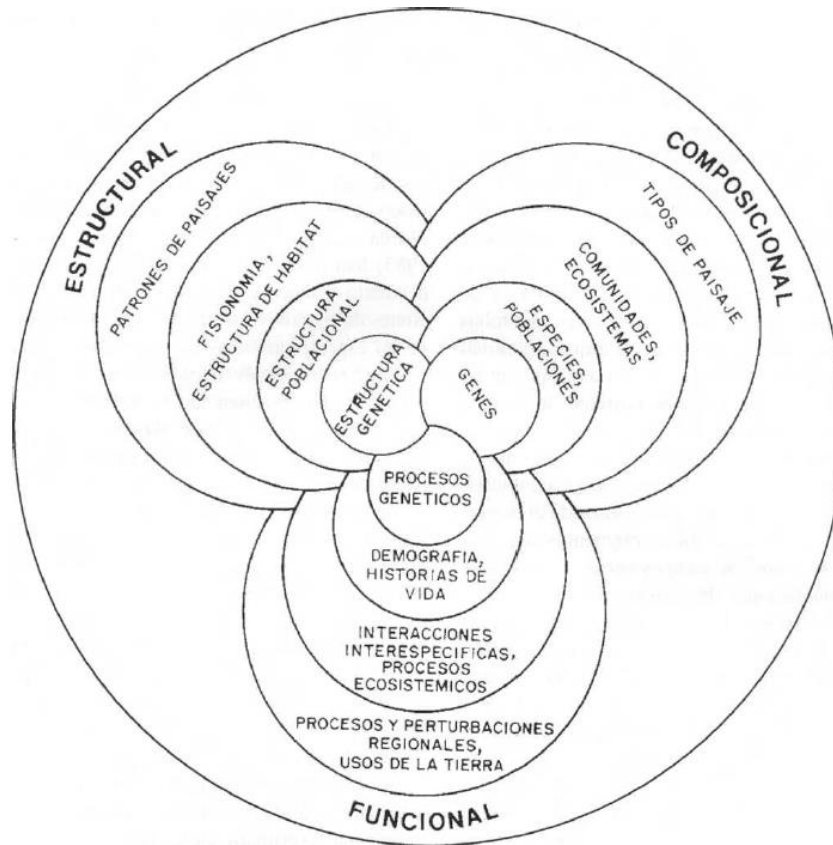 ESTRUCTURAL
PATRONES DE PAISAJES
FISIONOMIA,
ESTRUCTURA DE HABITAT
ESTRUCTURA
POBLACIONAL
ESTRUCTURA
GENETICA
COMPOSICIONAL
TIPOS DE PAISAJE
COMUNIDADES,
ECOSISTEMAS
ESPECIES,
POBLACIONES
GENES
PROCESOS
GENETICOS
DEMOGRAFIA,
HISTORIAS DE
VIDA
INTERACCIONES
INTERESPECIFICAS,
PROCESOS
ECOSISTEMICOS
PROCESOS Y PERTURBACIONES
REGIONALES,
USOS DE LA TIERRA
FUNCIONAL